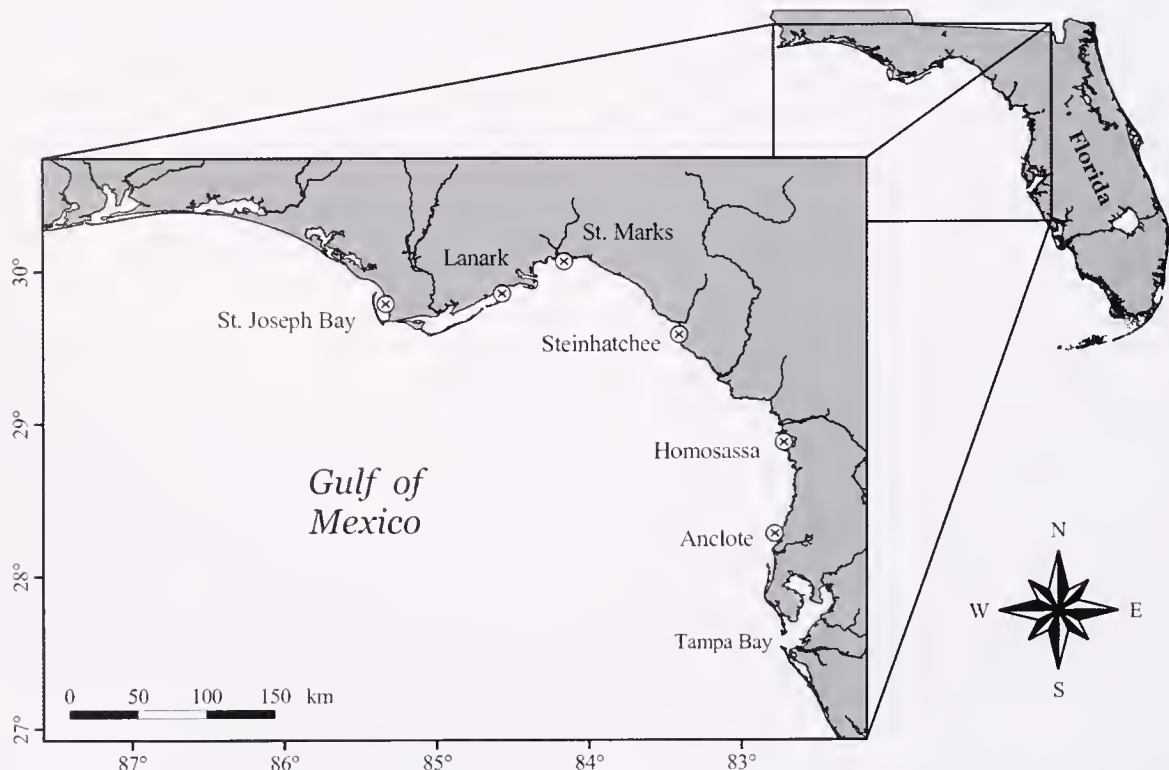 Florida
St. Marks
Lanark
St. Joseph Bay
Steinhatchee
Homosassa
Anclote
Tampa Bay
Gulf of
Mexico
30°
29°
28°
27°
0 50 100 150 km
87° 86° 85° 84° 83°
N
W E
S